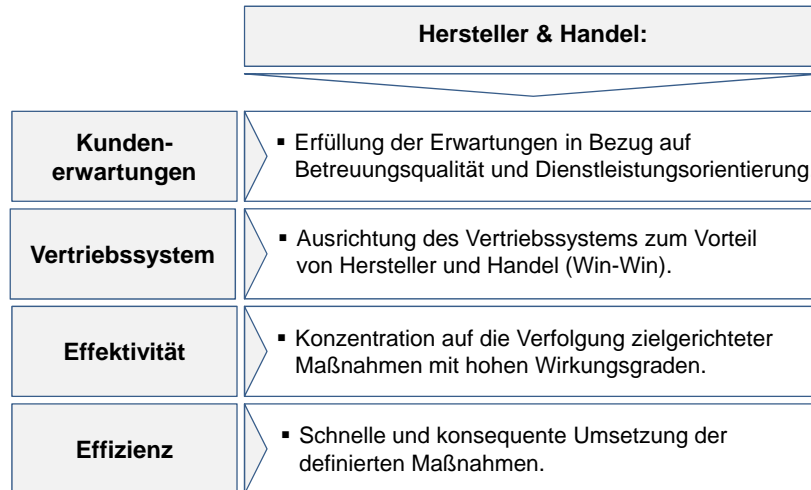 Hersteller & Handel:
Kunden-
erwartungen
▪ Erfüllung der Erwartungen in Bezug auf
Betreuungsqualität und Dienstleistungsorientierung
Vertriebssystem
▪ Ausrichtung des Vertriebssystems zum Vorteil
von Hersteller und Handel (Win-Win).
Effektivität
▪ Konzentration auf die Verfolgung zielgerichteter
Maßnahmen mit hohen Wirkungsgraden.
Effizienz
▪ Schnelle und konsequente Umsetzung der
definierten Maßnahmen.